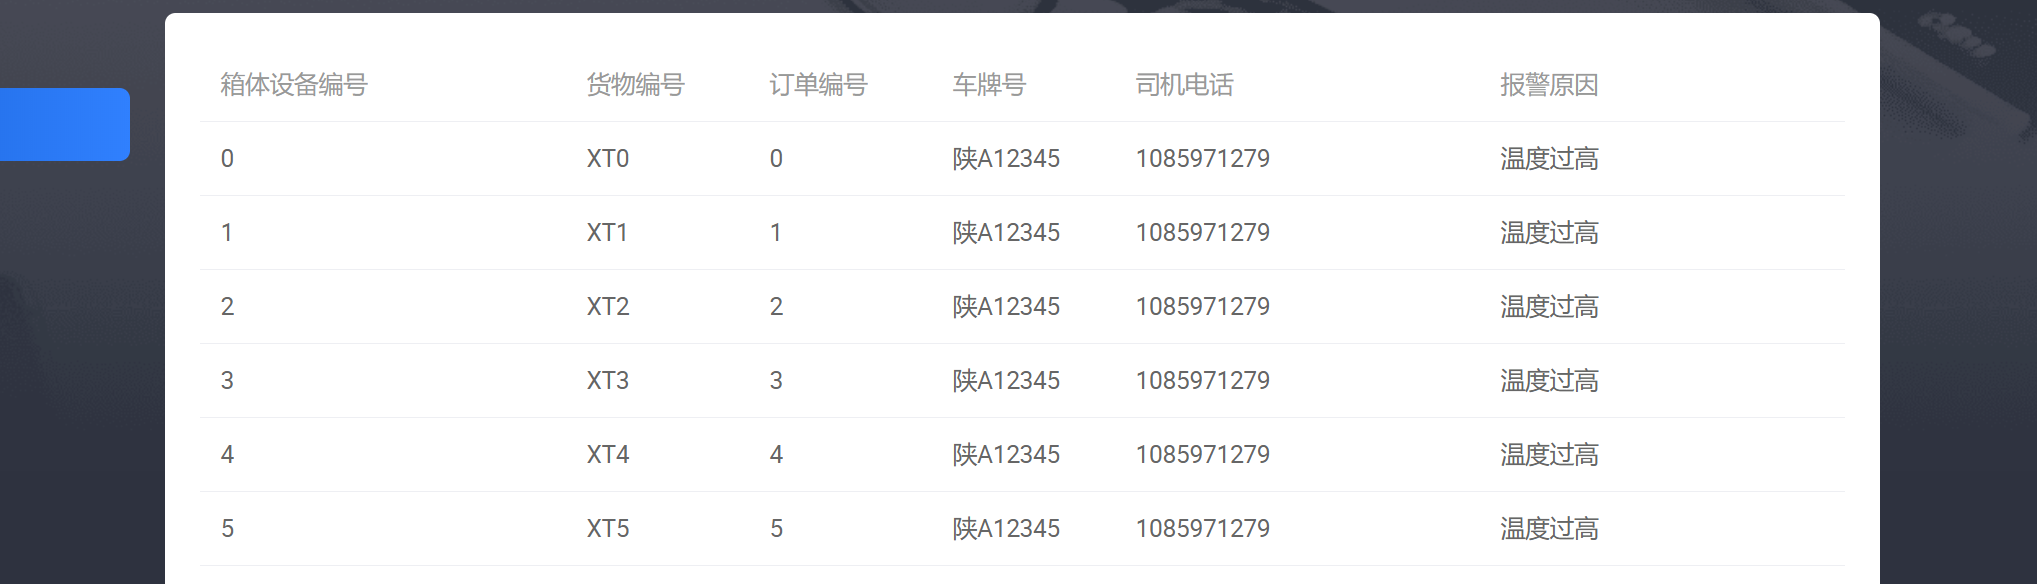 箱体设备编号 货物编号 订单编号 车牌号 司机电话 报警原因
0 XT0 0 陕A12345 1085971279 温度过高
1 XT1 1 陕A12345 1085971279 温度过高
2 XT2 2 陕A12345 1085971279 温度过高
3 XT3 3 陕A12345 1085971279 温度过高
4 XT4 4 陕A12345 1085971279 温度过高
5 XT5 5 陕A12345 1085971279 温度过高